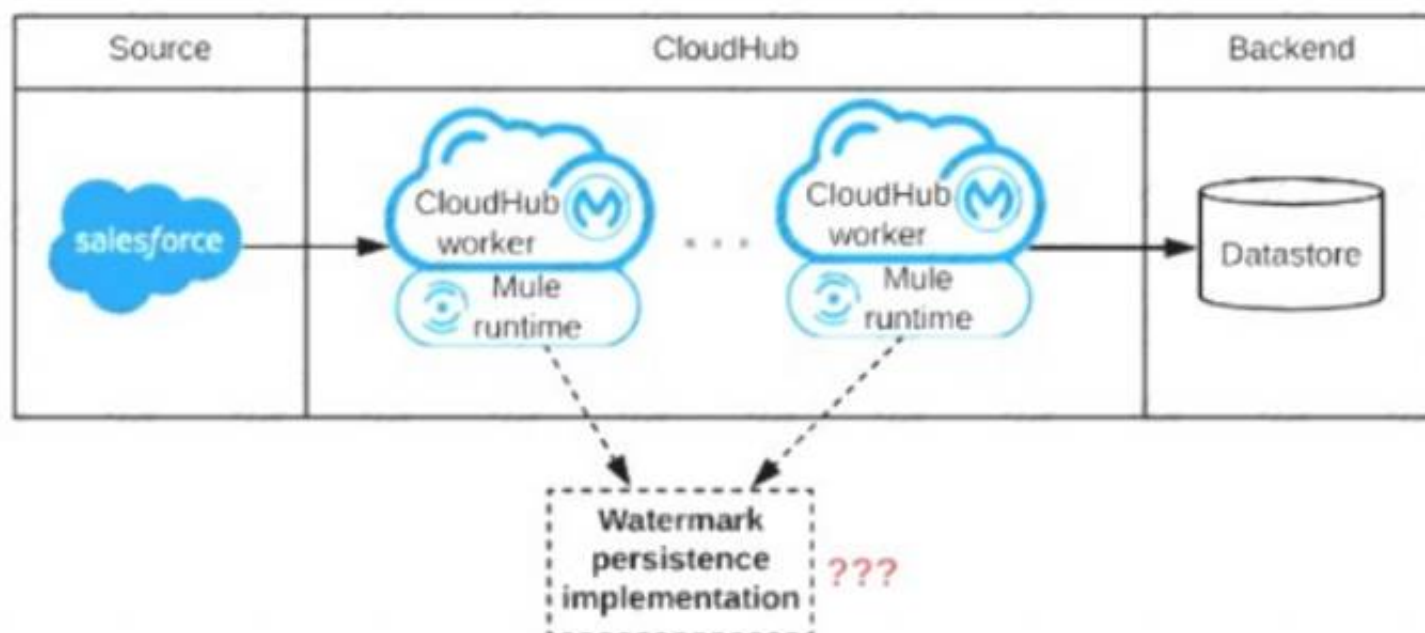 Source
CloudHub
Backend
salesforce
CloudHub
worker
Mule
runtime
...
CloudHub
worker
Mule
runtime
Datastore
Watermark
persistence
implementation
???